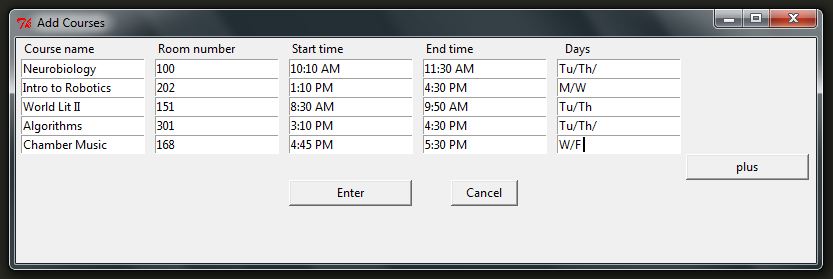 Add Courses
Course name Room number Start time End time Days
Neurobiology 100 10:10 AM 11:30 AM Tu/Th/
Intro to Robotics 202 1:10 PM 4:30 PM M/W
World Lit II 151 8:30 AM 9:50 AM Tu/Th
Algorithms 301 3:10 PM 4:30 PM Tu/Th/
Chamber Music 168 4:45 PM 5:30 PM W/F
plus
Enter Cancel